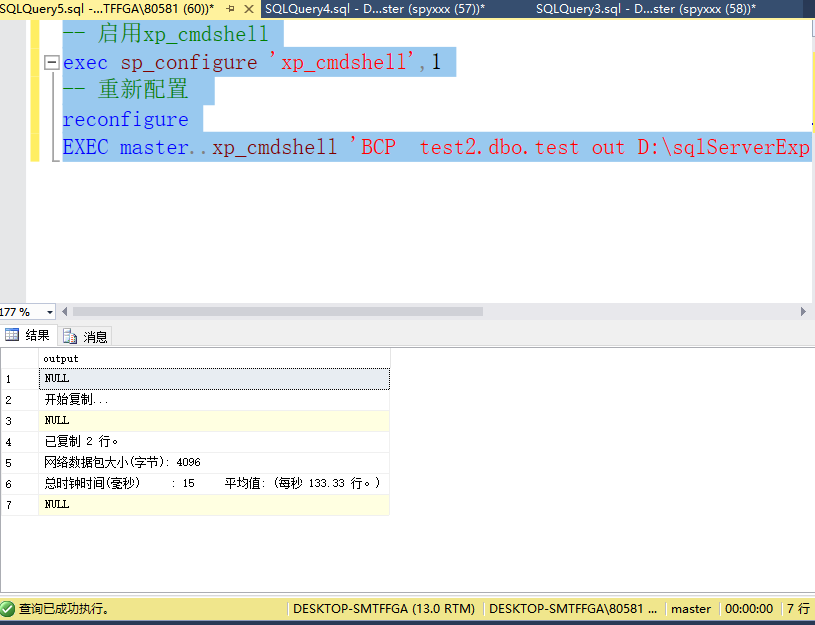 SQLQuery5.sql -...TFFGA\80581 (60))* SQLQuery4.sql - D...ster (spyxxx (57))* SQLQuery3.sql - D...ster (spyxxx (58))*
-- 启用xp_cmdshell
exec sp_configure 'xp_cmdshell',1
-- 重新配置
reconfigure
EXEC master..xp_cmdshell 'BCP  test2.dbo.test out D:\sqlServerExp
177 %
结果 消息
output
1 NULL
2 开始复制...
3 NULL
4 已复制 2 行。
5 网络数据包大小(字节): 4096
6 总时钟时间(毫秒) : 15 平均值: (每秒 133.33 行。)
7 NULL
查询已成功执行。 DESKTOP-SMTFFGA (13.0 RTM) DESKTOP-SMTFFGA\80581 ... master 00:00:00 7 行